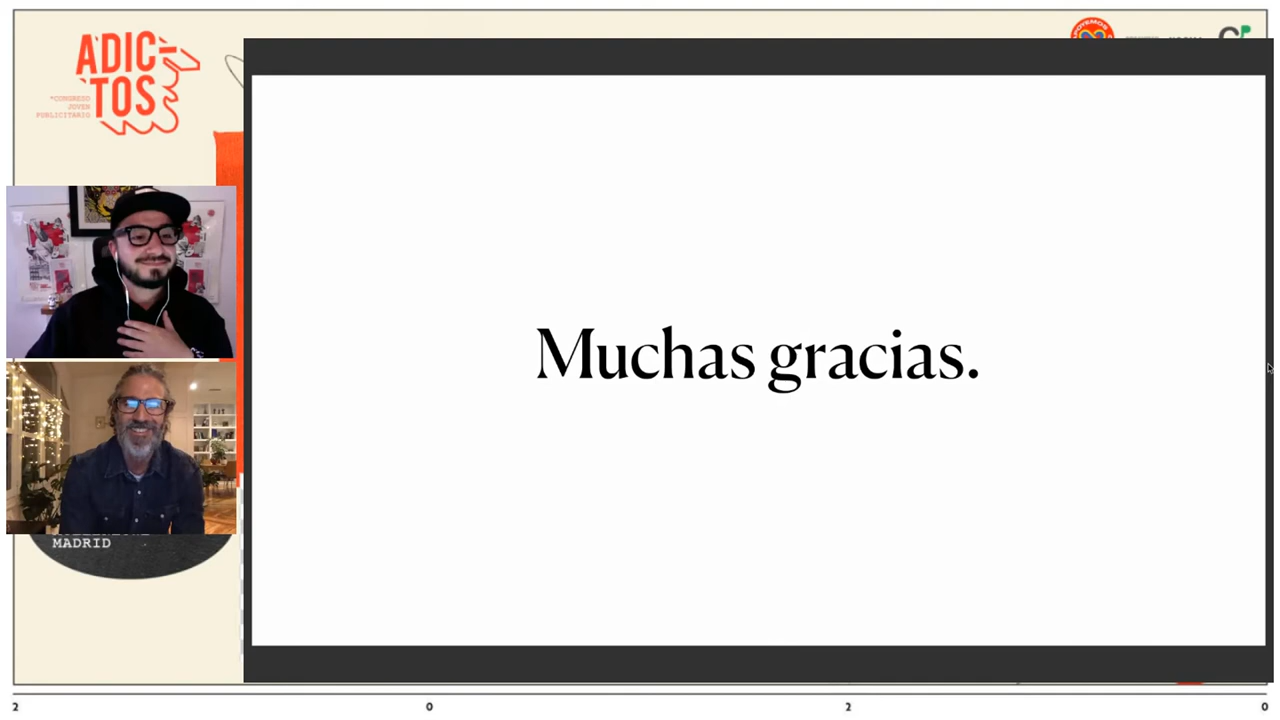 ADIC
TOS
*CONGRESO
JOVEN
PUBLICITARIO
Muchas gracias.
MADRID
2 0 2 0